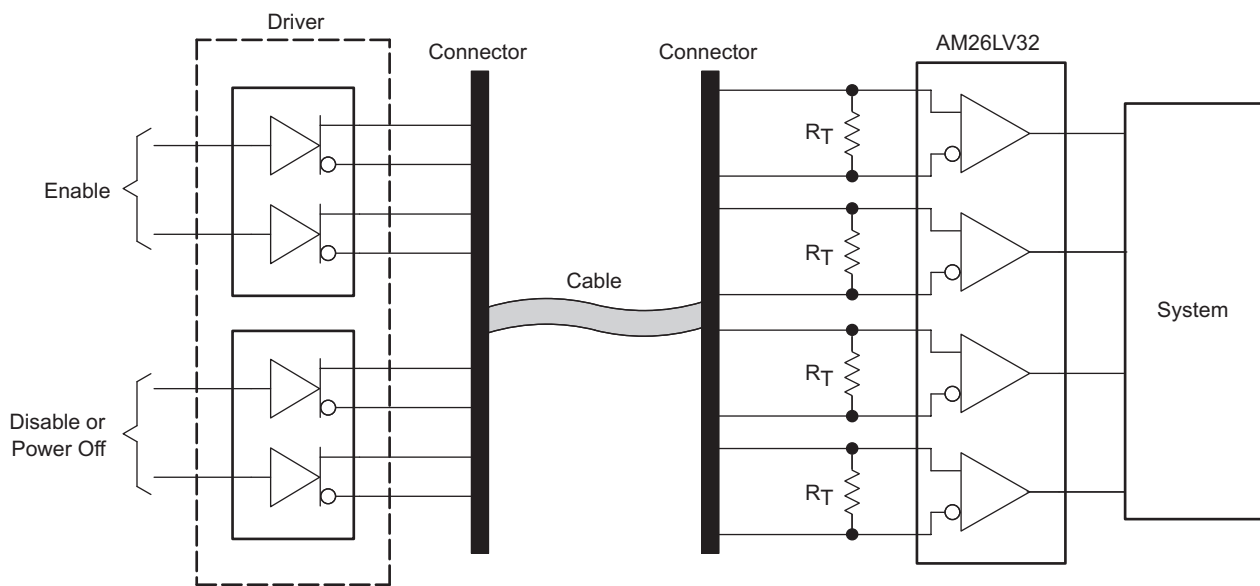 Driver
Connector
Connector
AM26LV32
Enable
Disable or
Power Off
Cable
RT
RT
RT
RT
System